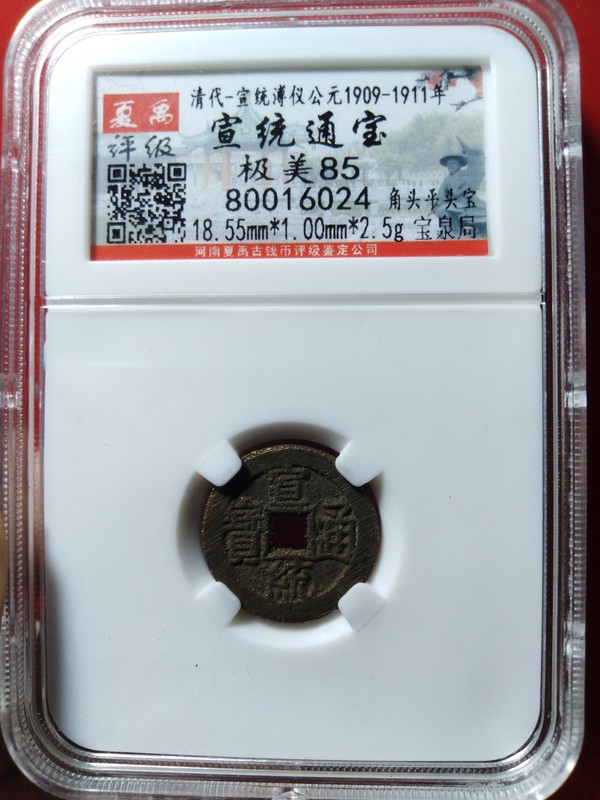 清代-宣统溥仪公元1909-1911年
夏禹
评级
宣统通宝
极美85
80016024 角头平头宝
18.55mm*1.00mm*2.5g 宝泉局
河南夏禹古钱币评级鉴定公司
宣
寶 通
統